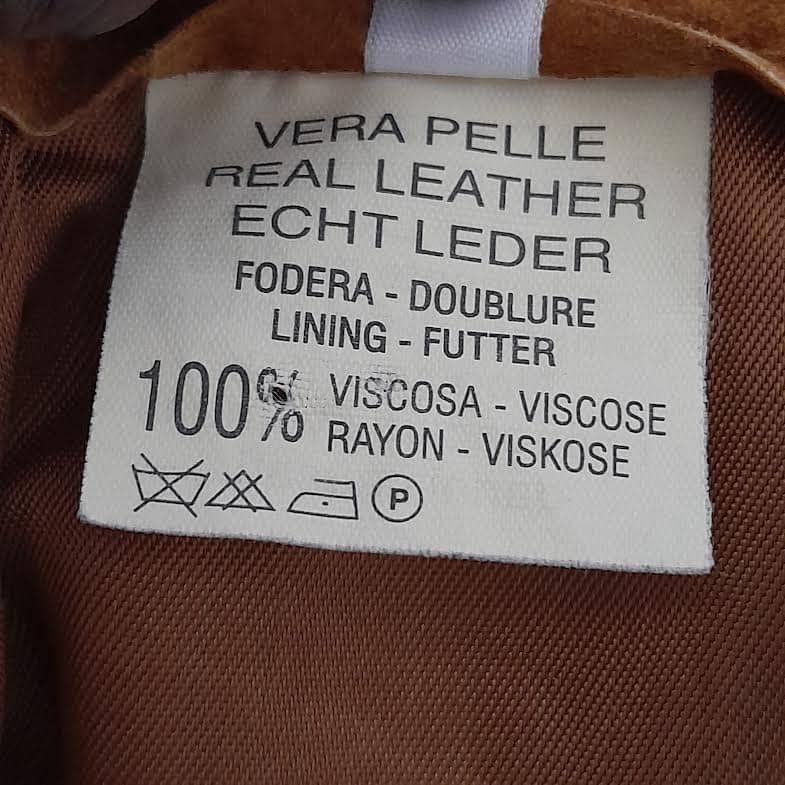 VERA PELLE
REAL LEATHER
ECHT LEDER
FODERA - DOUBLURE
LINING - FUTTER
100% VISCOSA - VISCOSE
RAYON - VISKOSE
P